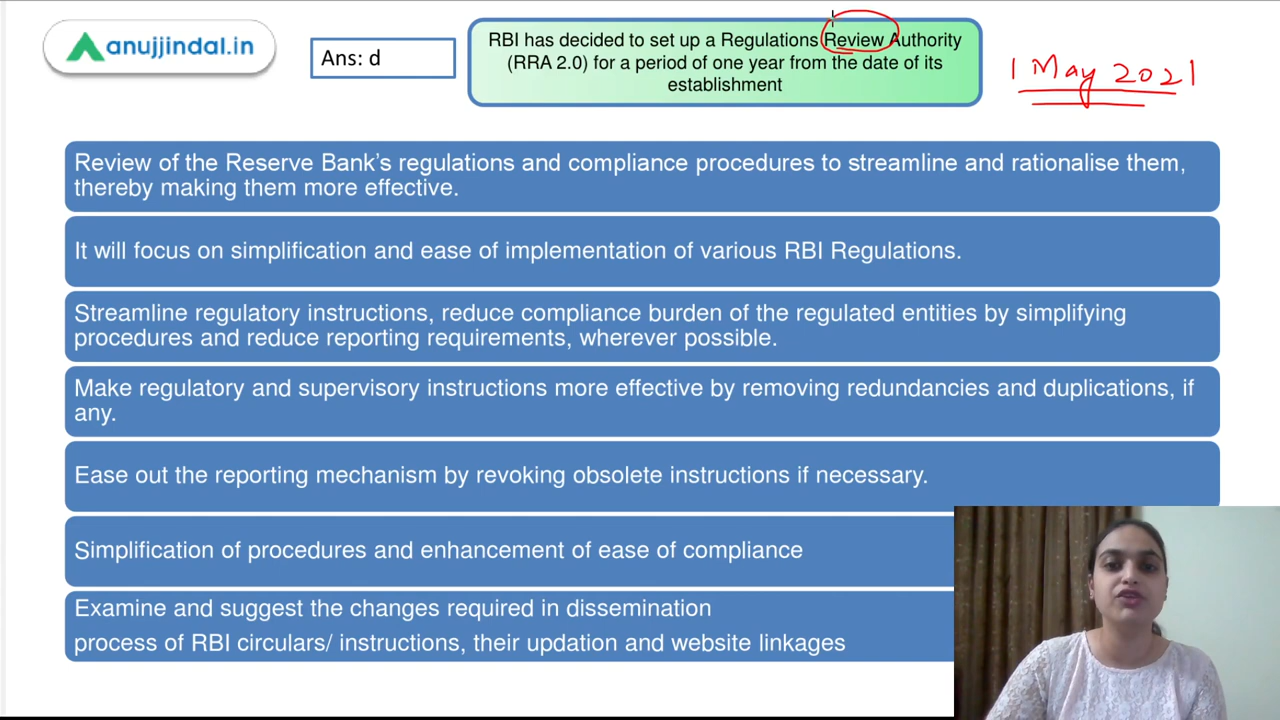 anujjindal.in
Ans: d
RBI has decided to set up a Regulations Review Authority
(RRA 2.0) for a period of one year from the date of its
establishment
1 May 2021
Review of the Reserve Bank’s regulations and compliance procedures to streamline and rationalise them,
thereby making them more effective.
It will focus on simplification and ease of implementation of various RBI Regulations.
Streamline regulatory instructions, reduce compliance burden of the regulated entities by simplifying
procedures and reduce reporting requirements, wherever possible.
Make regulatory and supervisory instructions more effective by removing redundancies and duplications, if
any.
Ease out the reporting mechanism by revoking obsolete instructions if necessary.
Simplification of procedures and enhancement of ease of compliance
Examine and suggest the changes required in dissemination
process of RBI circulars/ instructions, their updation and website linkages